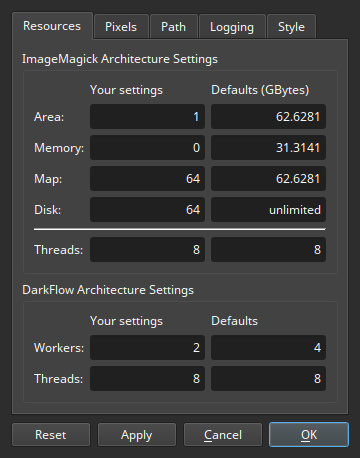 Resources Pixels Path Logging Style
ImageMagick Architecture Settings
Your settings Defaults (GBytes)
Area: 1 62.6281
Memory: 0 31.3141
Map: 64 62.6281
Disk: 64 unlimited
Threads: 8 8
DarkFlow Architecture Settings
Your settings Defaults
Workers: 2 4
Threads: 8 8
Reset Apply Cancel OK